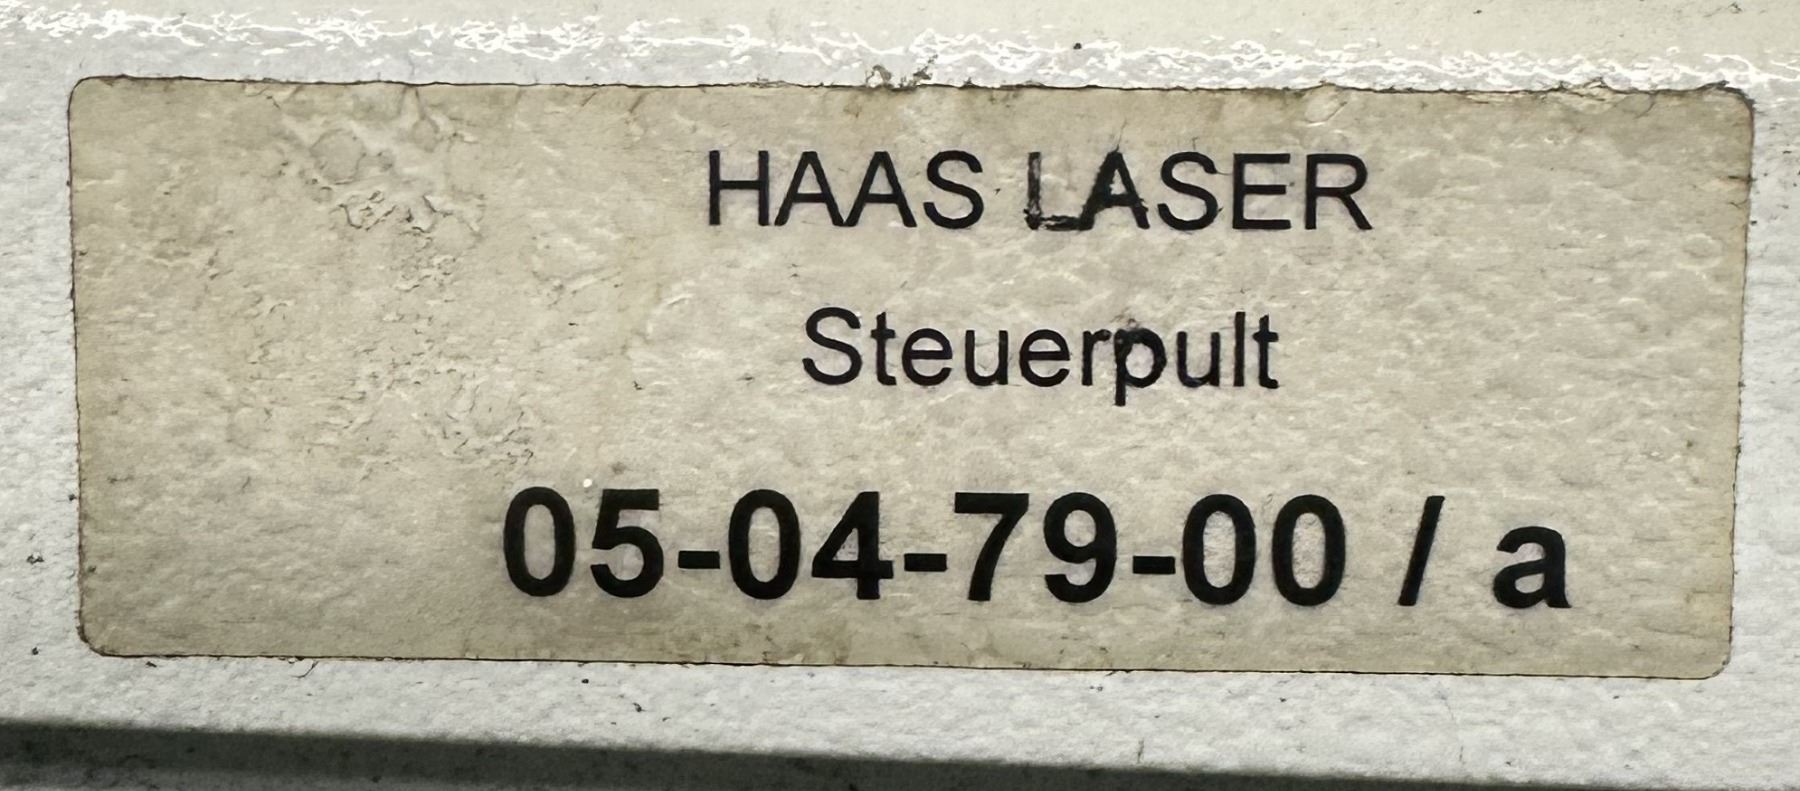 HAAS LASER
Steuerpult
05-04-79-00 / a